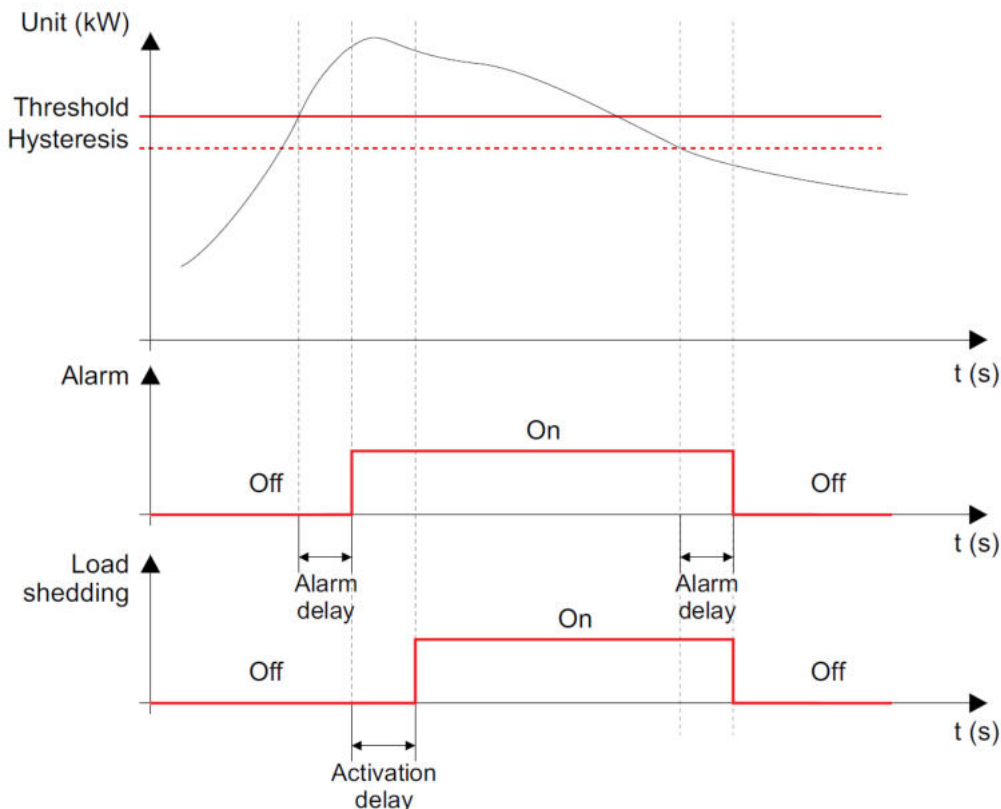 Unit (kW)
Threshold
Hysteresis
t (s)
Alarm
On
Off
Off
t (s)
Alarm
delay
Alarm
delay
Load
shedding
On
Off
Off
t (s)
Activation
delay